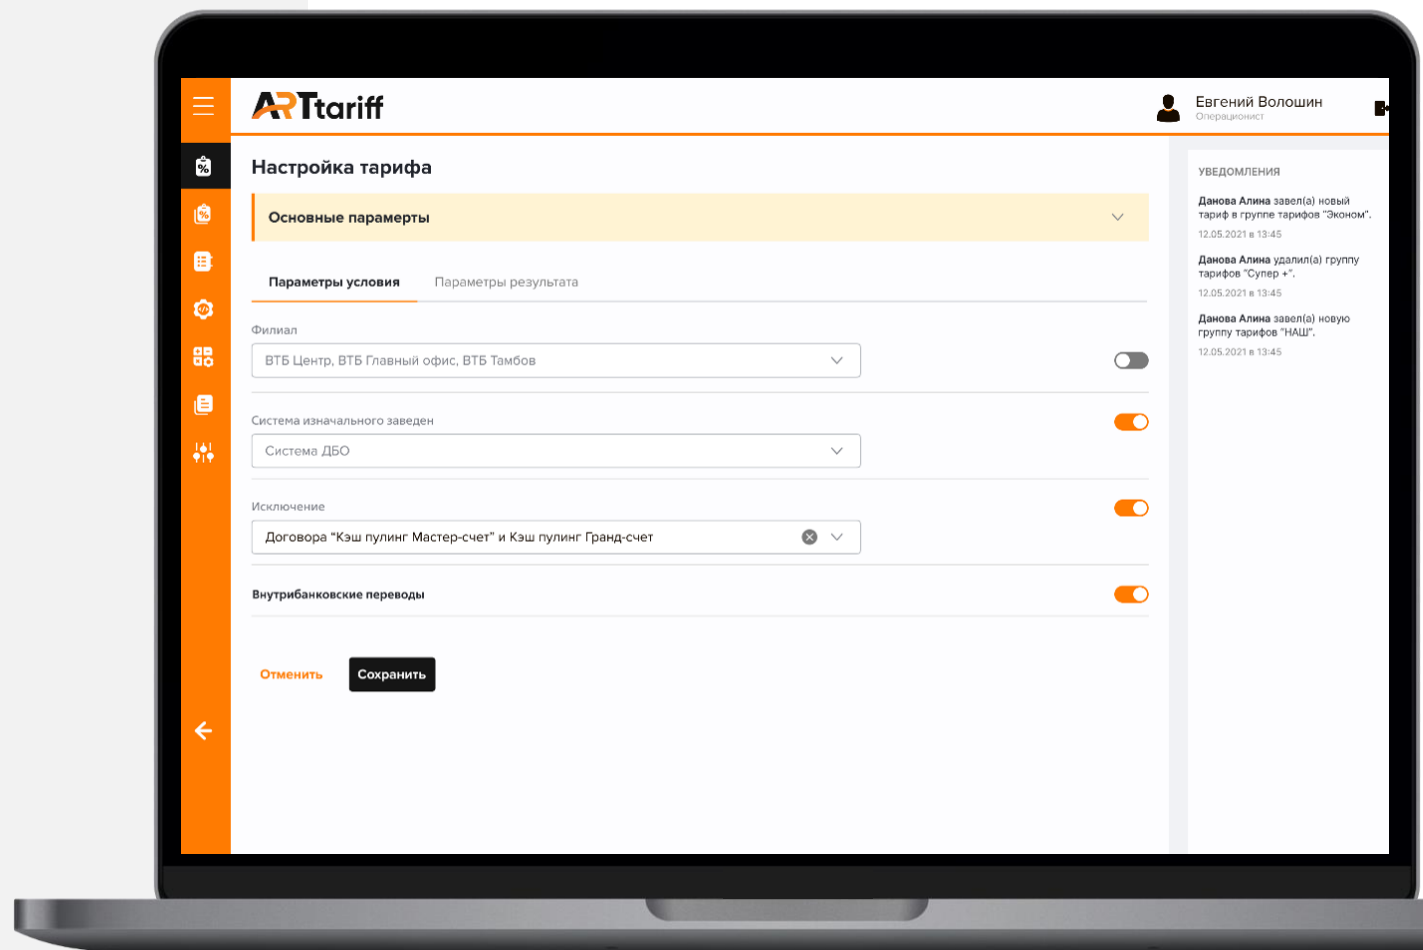 ARTtariff
Евгений Волошин
Операционист
Настройка тарифа
Основные парамерты
Параметры условия
Параметры результата
Филиал
ВТБ Центр, ВТБ Главный офис, ВТБ Тамбов
Система изначального заведен
Система ДБО
Исключение
Договора “Кэш пулинг Мастер-счет” и Кэш пулинг Гранд-счет
Внутрибанковские переводы
Отменить
Сохранить
УВЕДОМЛЕНИЯ
Данова Алина завел(а) новый
тариф в группе тарифов "Эконом".
12.05.2021 в 13:45
Данова Алина удалил(а) группу
тарифов "Супер +".
12.05.2021 в 13:45
Данова Алина завел(а) новую
группу тарифов "НАШ".
12.05.2021 в 13:45